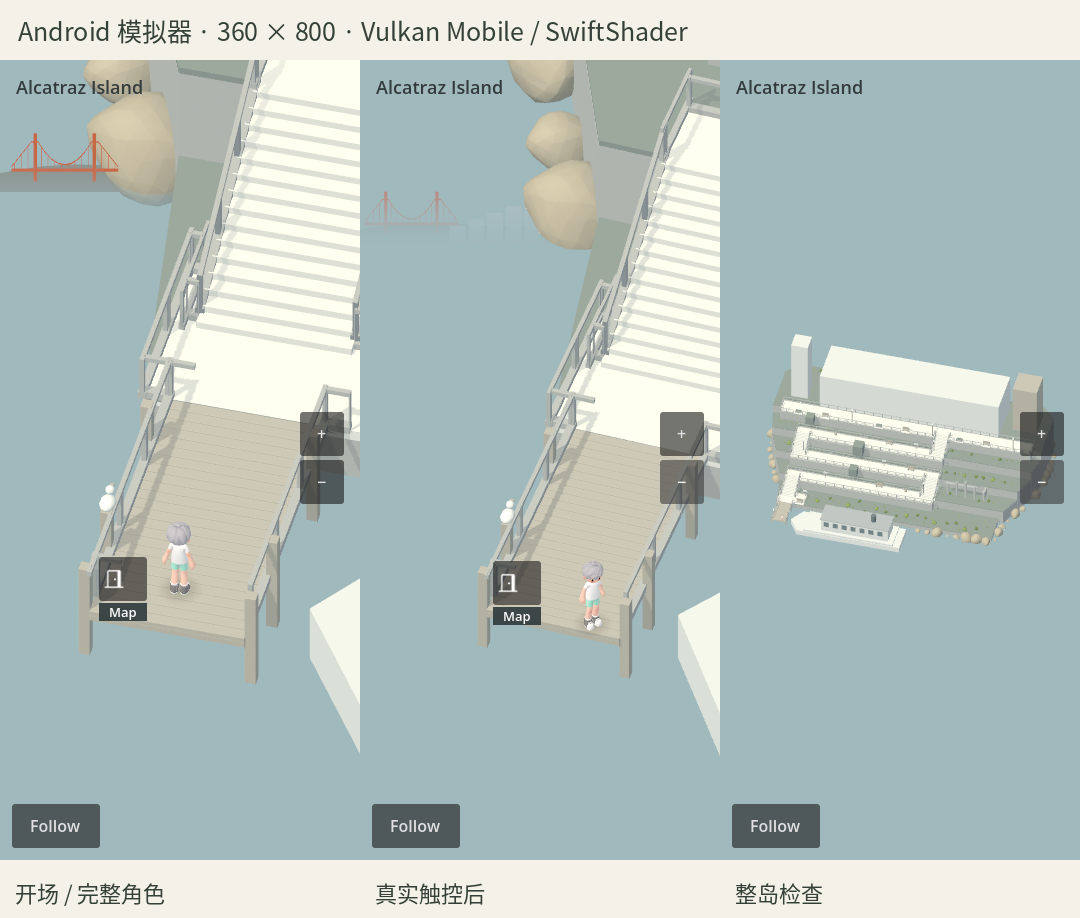 Android 模拟器 · 360 × 800 · Vulkan Mobile / SwiftShader
Alcatraz Island
+
−
Map
Follow
开场 / 完整角色
Alcatraz Island
+
−
Map
Follow
真实触控后
Alcatraz Island
+
−
Follow
整岛检查